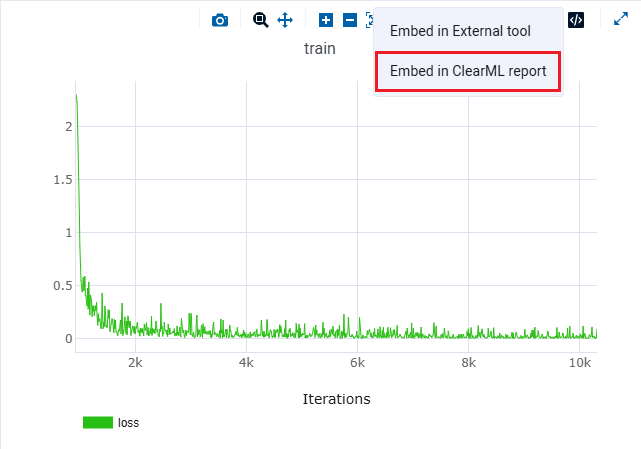 Embed in External tool
</>
train
Embed in ClearML report
2
1.5
1
0.5
0
2k
4k
6k
8k
10k
Iterations
loss